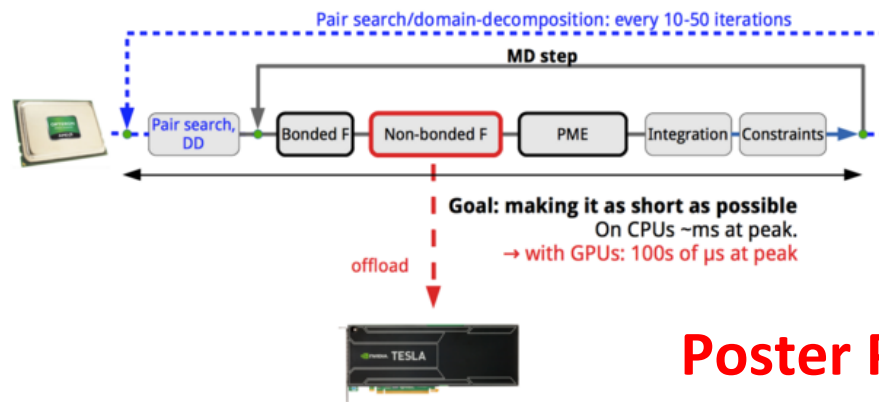 Pair search/domain-decomposition: every 10-50 iterations
MD step
Pair search,
DD
Bonded F
Non-bonded F
PME
Integration
Constraints
Goal: making it as short as possible
On CPUs ~ms at peak.
→ with GPUs: 100s of µs at peak
offload
NVIDIA. TESLA
Poster